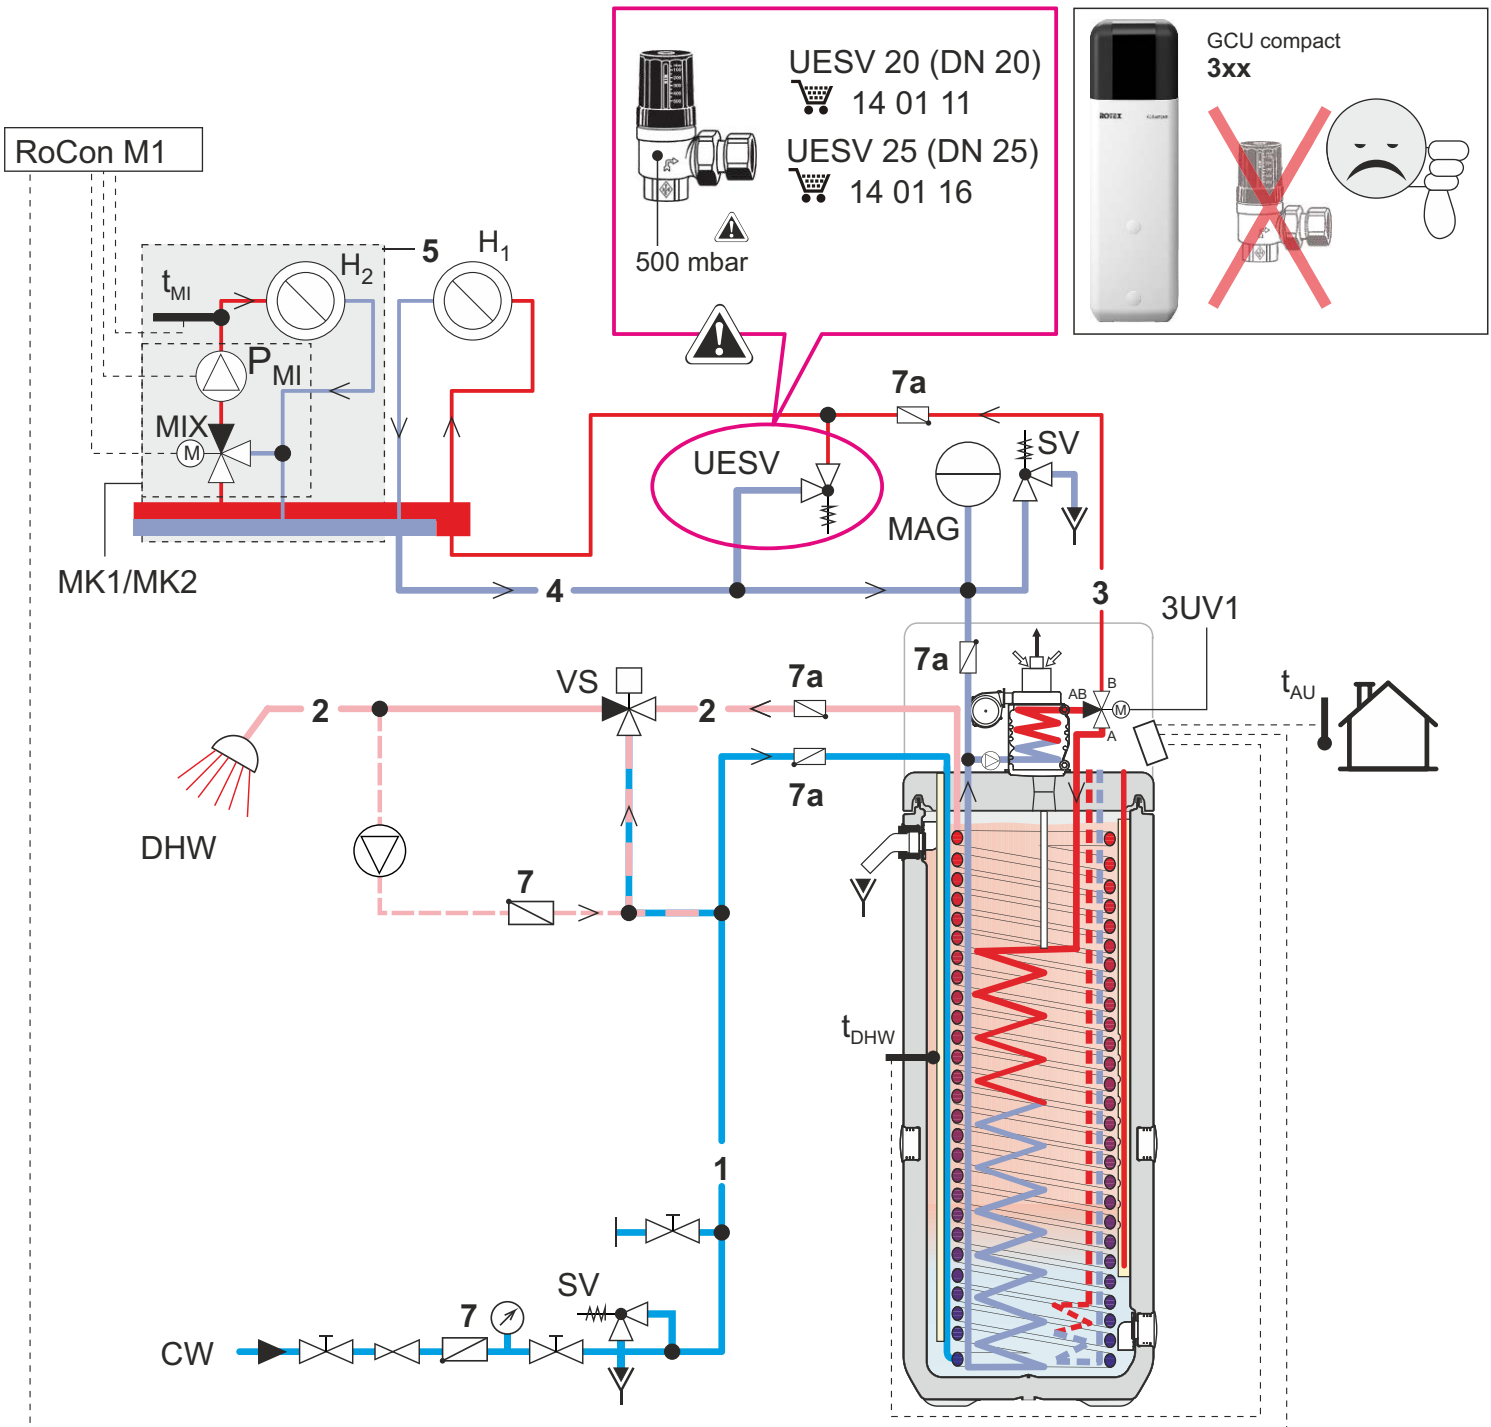 UESV 20 (DN 20)
14 01 11
UESV 25 (DN 25)
14 01 16
500 mbar
GCU compact
3xx
ROTEX
RoCon M1
5
H1
H2
tMI
PMI
MIX
M
MK1/MK2
7a
UESV
SV
MAG
4
3
3UV1
7a
B
AB
M
A
tAU
VS
7a
2
2
7a
DHW
7
tDHW
1
SV
7
CW